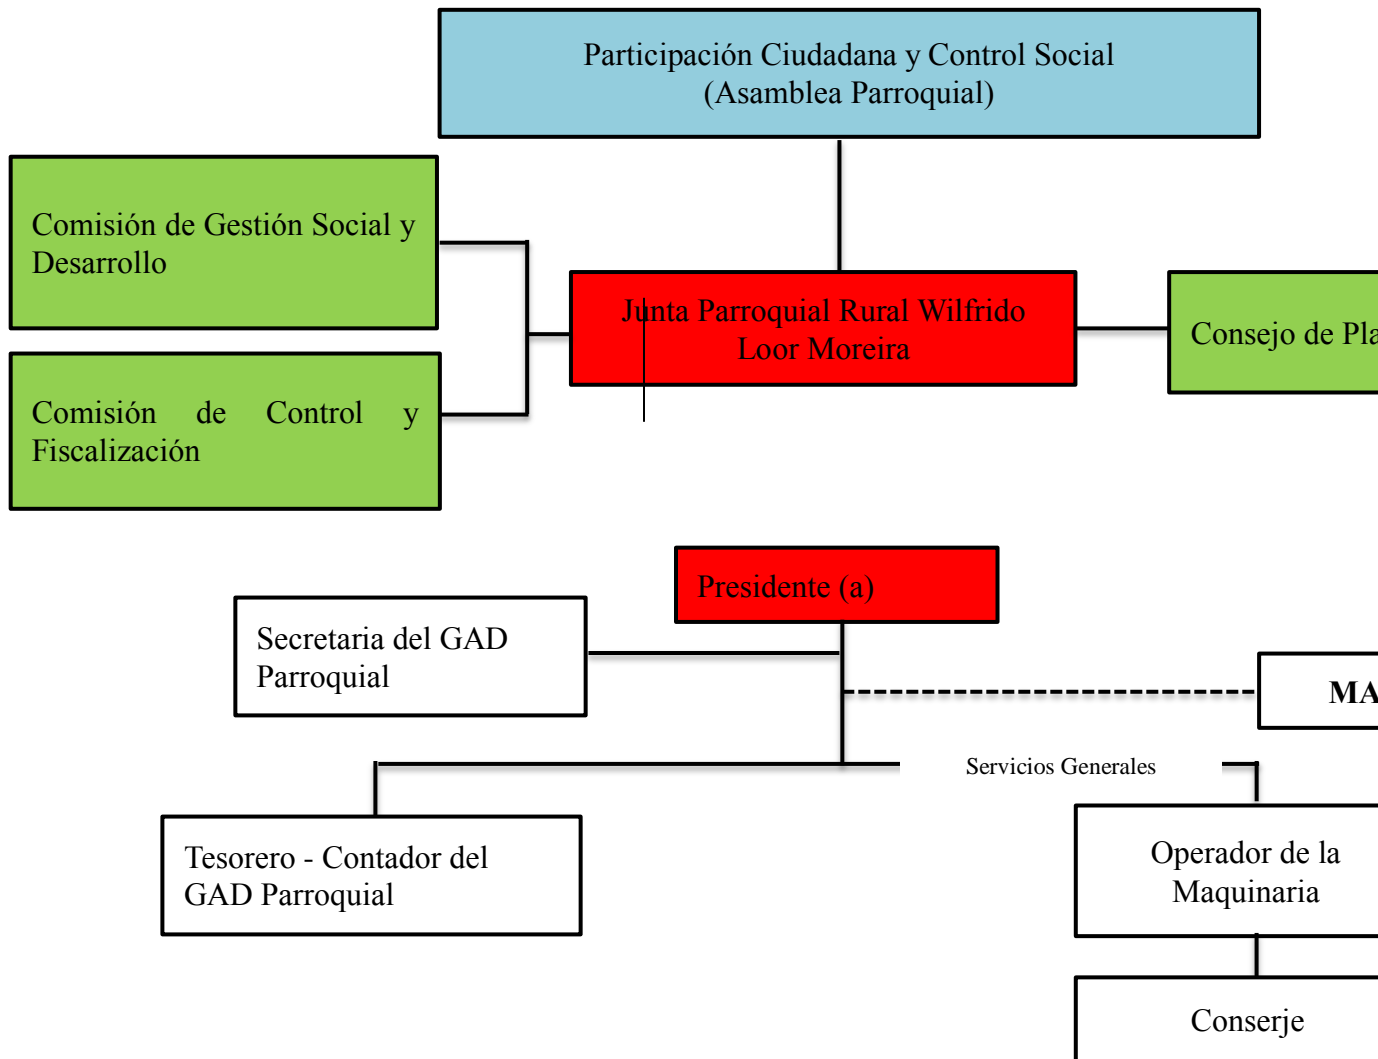 Participación Ciudadana y Control Social
(Asamblea Parroquial)
Comisión de Gestión Social y
Desarrollo
Junta Parroquial Rural Wilfrido
Loor Moreira
Consejo de
Comisión de Control y
Fiscalización
Presidente (a)
Secretaria del GAD
Parroquial
Servicios Generales
Tesorero - Contador del
GAD Parroquial
Operador de la
Maquinaria
Conserje